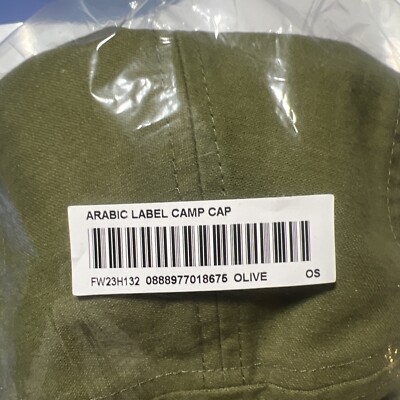 ARABIC LABEL CAMP CAP
FW23H132 0888977018675 OLIVE OS